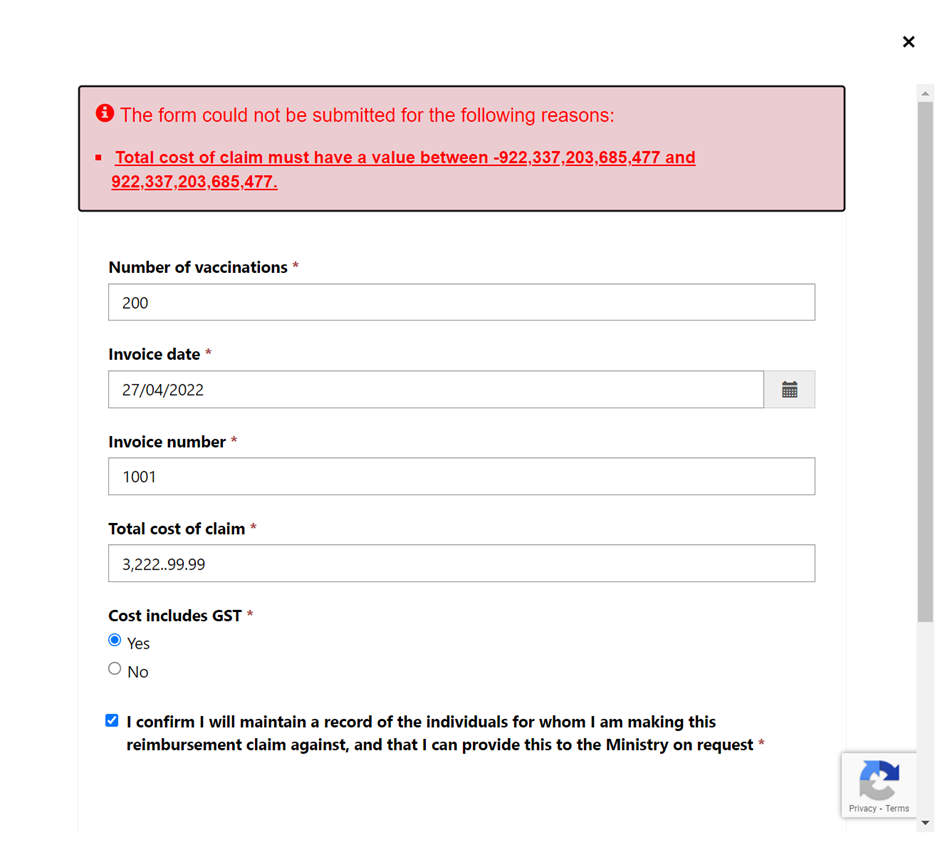 The form could not be submitted for the following reasons:
Total cost of claim must have a value between -922,337,203,685,477 and
922,337,203,685,477.
Number of vaccinations *
200
Invoice date *
27/04/2022
Invoice number *
1001
Total cost of claim *
3,222..99.99
Cost includes GST *
Yes
No
I confirm I will maintain a record of the individuals for whom I am making this
reimbursement claim against, and that I can provide this to the Ministry on request *
Privacy - Terms